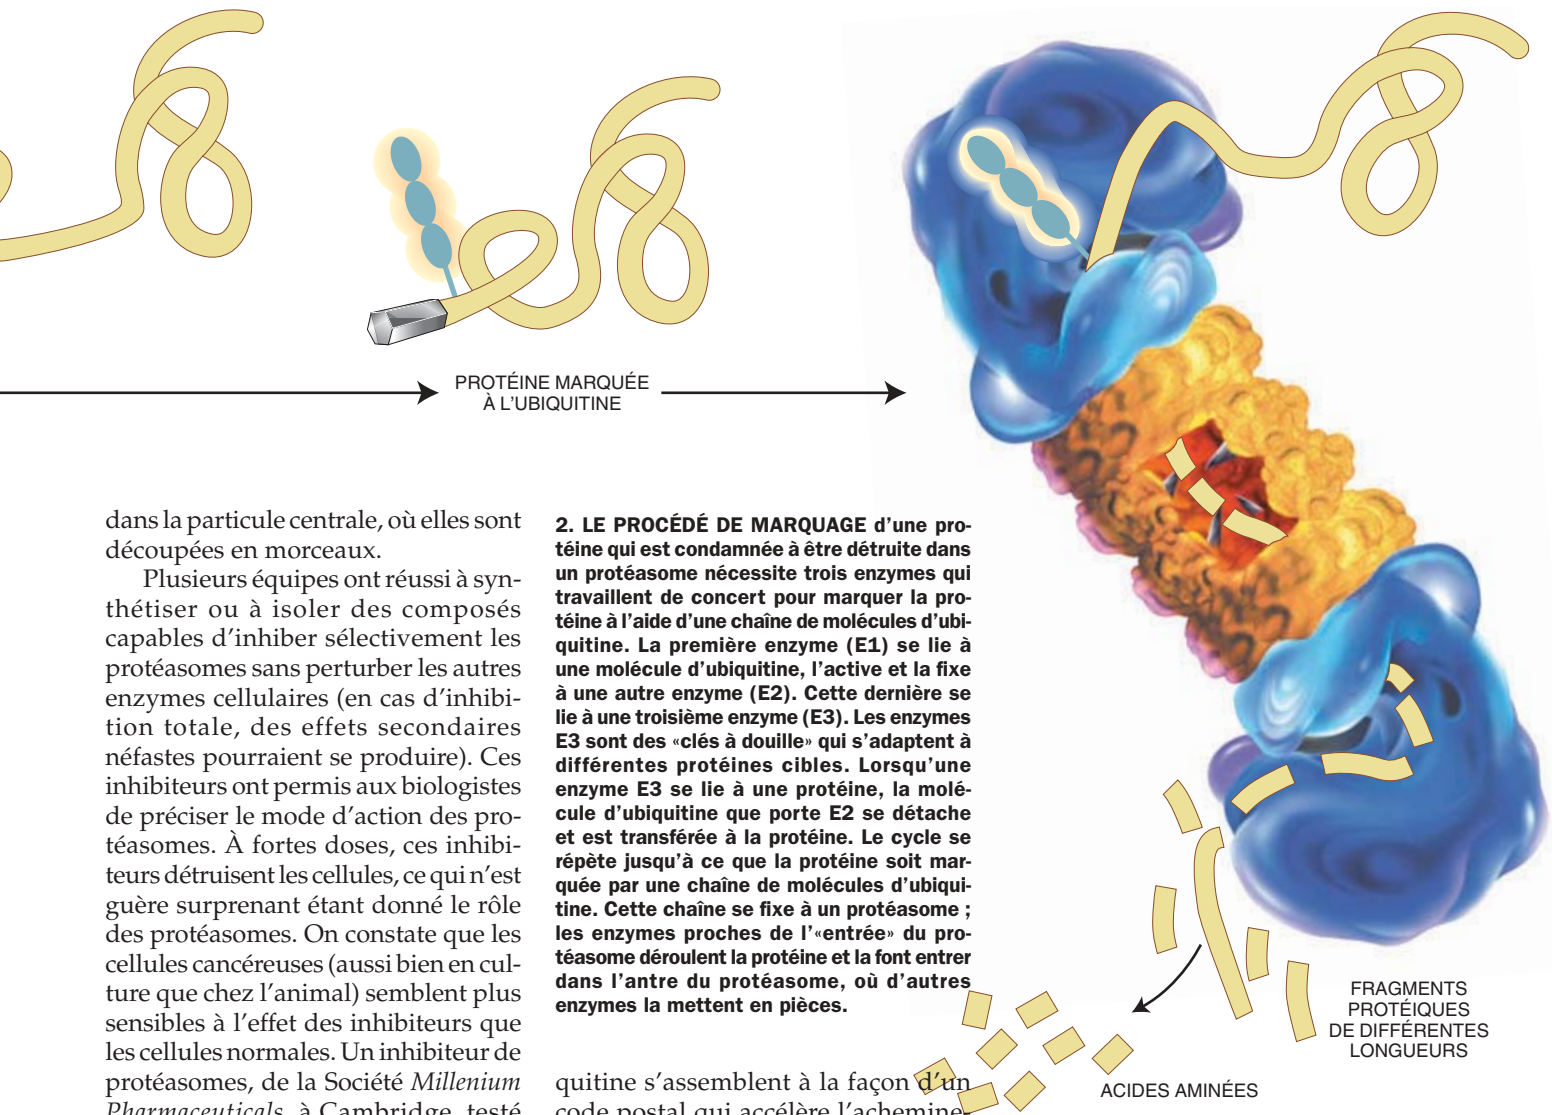 PROTÉINE MARQUÉE
À L'UBIQUITINE
dans la particule centrale, où elles sont
découpées en morceaux.
Plusieurs équipes ont réussi à syn-
thétiser ou à isoler des composés
capables d'inhiber sélectivement les
protéasomes sans perturber les autres
enzymes cellulaires (en cas d'inhibi-
tion totale, des effets secondaires
néfastes pourraient se produire). Ces
inhibiteurs ont permis aux biologistes
de préciser le mode d'action des pro-
téasomes. À fortes doses, ces inhibi-
teurs détruisent les cellules, ce qui n'est
guère surprenant étant donné le rôle
des protéasomes. On constate que les
cellules cancéreuses (aussi bien en cul-
ture que chez l'animal) semblent plus
sensibles à l'effet des inhibiteurs que
les cellules normales. Un inhibiteur de
protéasomes, de la Société Millenium
Pharmaceuticals, à Cambridge, testé
2. LE PROCÉDÉ DE MARQUAGE d'une pro-
téine qui est condamnée à être détruite dans
un protéasome nécessite trois enzymes qui
travaillent de concert pour marquer la pro-
téine à l'aide d'une chaîne de molécules d'ubi-
quitine. La première enzyme (E1) se lie à
une molécule d'ubiquitine, l'active et la fixe
à une autre enzyme (E2). Cette dernière se
lie à une troisième enzyme (E3). Les enzymes
E3 sont des «clés à douille» qui s'adaptent à
différentes protéines cibles. Lorsqu'une
enzyme E3 se lie à une protéine, la molé-
cule d'ubiquitine que porte E2 se détache
et est transférée à la protéine. Le cycle se
répète jusqu'à ce que la protéine soit mar-
quée par une chaîne de molécules d'ubiqui-
tine. Cette chaîne se fixe à un protéasome ;
les enzymes proches de l'«entrée» du pro-
téasome déroulent la protéine et la font entrer
dans l'antre du protéasome, où d'autres
enzymes la mettent en pièces.
quitine s'assemblent à la façon d'un
code postal qui accélère l'achemine-
FRAGMENTS
PROTÉIQUES
DE DIFFÉRENTES
LONGUEURS
ACIDES AMINÉES